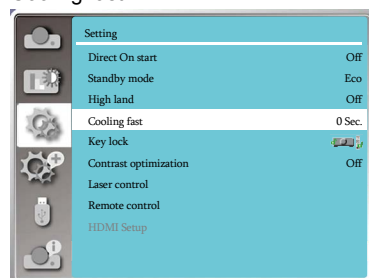 Setting
Direct On start Off
Standby mode Eco
High land Off
Cooling fast 0 Sec.
Key lock
Contrast optimization Off
Laser control
Remote control
HDMI Setup